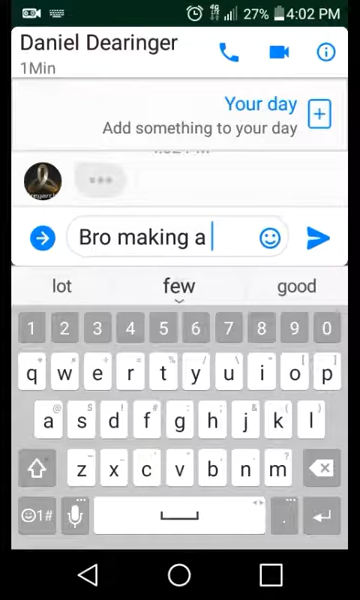 4G 27% 4:02 PM
Daniel Dearinger
1Min
Your day
Add something to your day
Bro making a
lot few good
1 2 3 4 5 6 7 8 9 0
q w e r t y u i o p
a s d f g h j k l
z x c v b n m
☺1# .